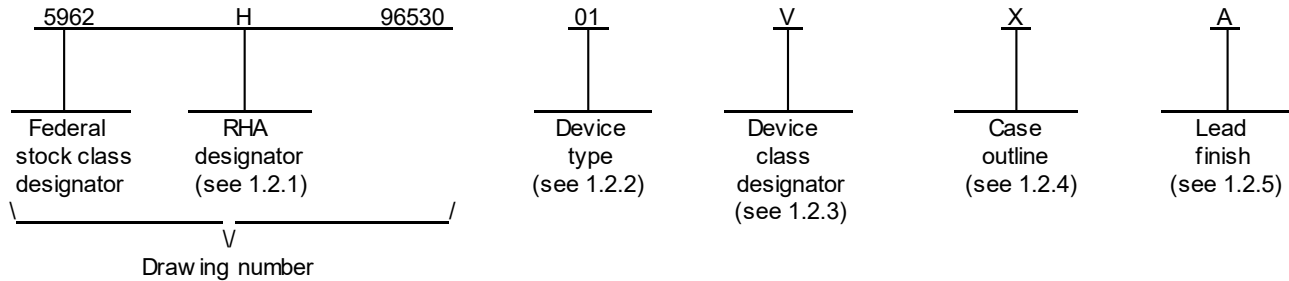 5962 H 96530 01 V X A
Federal RHA Device Device Case Lead
stock class designator type class outline finish
designator (see 1.2.1) (see 1.2.2) designator (see 1.2.4) (see 1.2.5)
(see 1.2.3)
\ /
\/
Drawing number